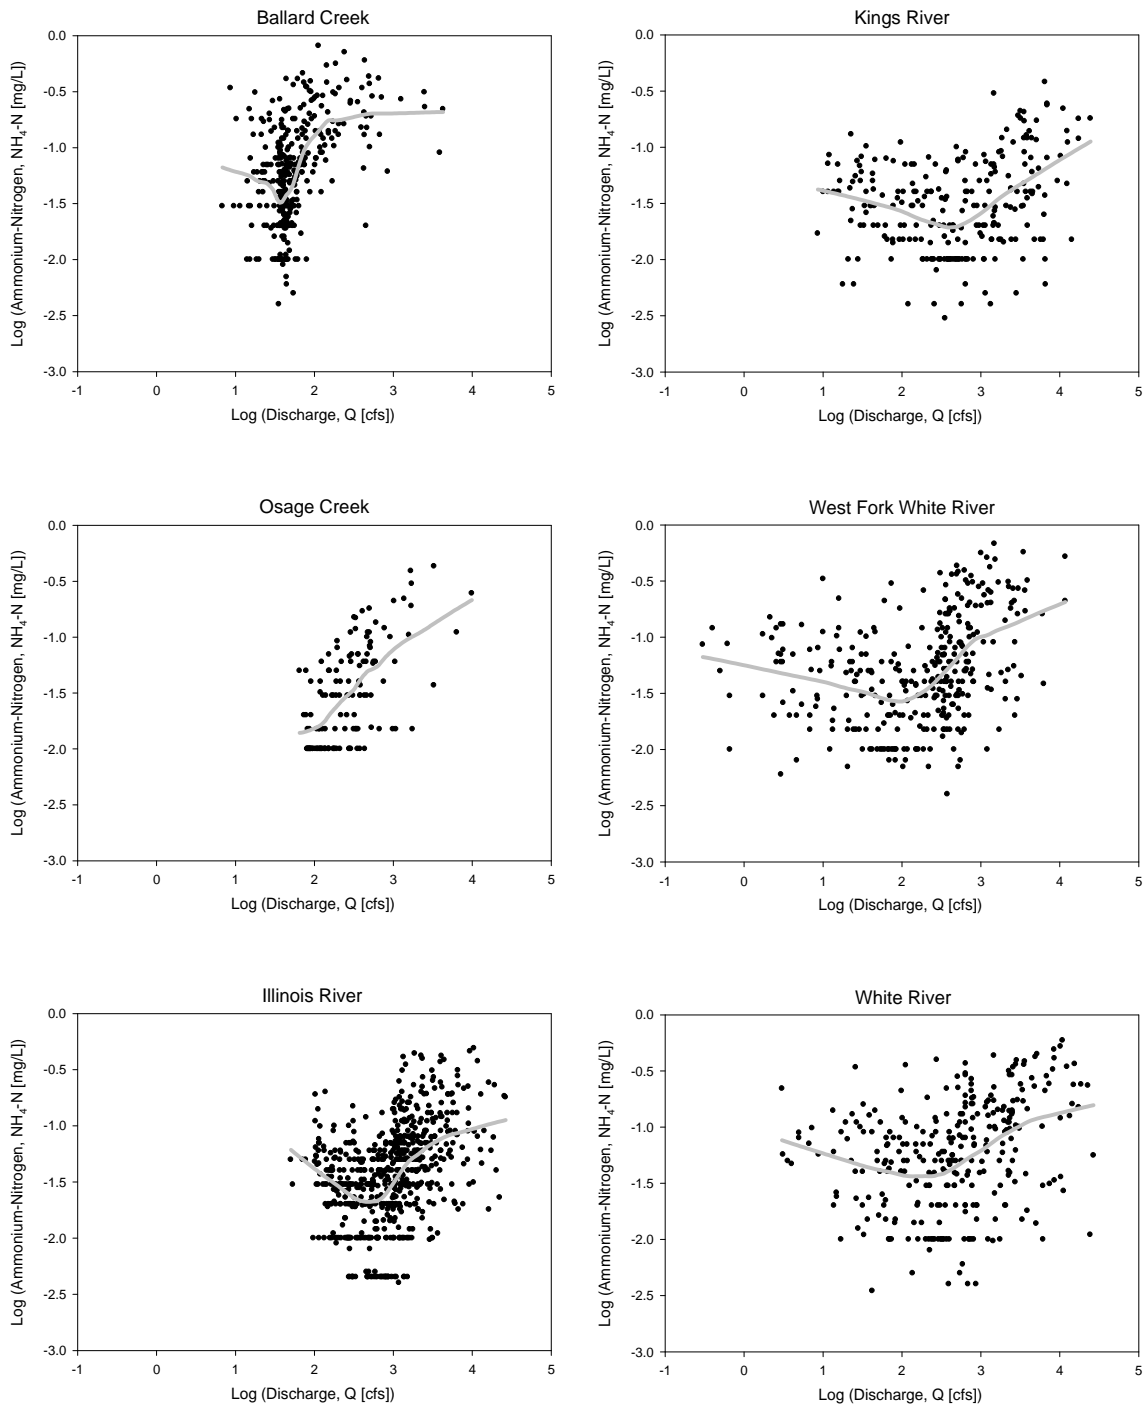 Ballard Creek
Log (Ammonium-Nitrogen, NH4-N [mg/L])
0.0
-0.5
-1.0
-1.5
-2.0
-2.5
-3.0
-1 0 1 2 3 4 5
Log (Discharge, Q [cfs])
Kings River
Log (Ammonium-Nitrogen, NH4-N [mg/L])
0.0
-0.5
-1.0
-1.5
-2.0
-2.5
-3.0
-1 0 1 2 3 4 5
Log (Discharge, Q [cfs])
Osage Creek
Log (Ammonium-Nitrogen, NH4-N [mg/L])
0.0
-0.5
-1.0
-1.5
-2.0
-2.5
-3.0
-1 0 1 2 3 4 5
Log (Discharge, Q [cfs])
West Fork White River
Log (Ammonium-Nitrogen, NH4-N [mg/L])
0.0
-0.5
-1.0
-1.5
-2.0
-2.5
-3.0
-1 0 1 2 3 4 5
Log (Discharge, Q [cfs])
Illinois River
Log (Ammonium-Nitrogen, NH4-N [mg/L])
0.0
-0.5
-1.0
-1.5
-2.0
-2.5
-3.0
-1 0 1 2 3 4 5
Log (Discharge, Q [cfs])
White River
Log (Ammonium-Nitrogen, NH4-N [mg/L])
0.0
-0.5
-1.0
-1.5
-2.0
-2.5
-3.0
-1 0 1 2 3 4 5
Log (Discharge, Q [cfs])